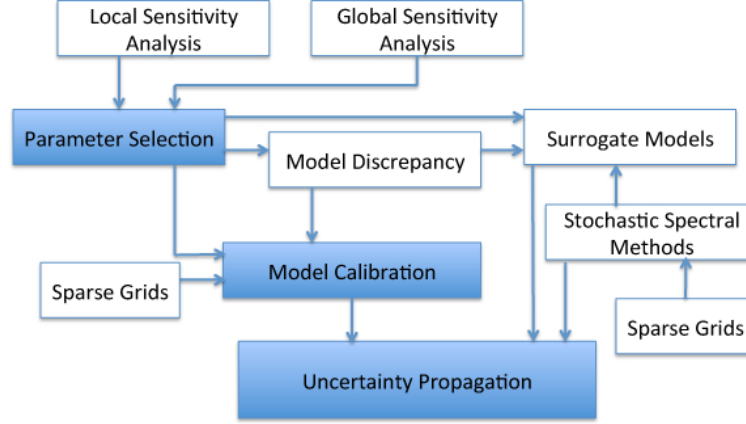 Local Sensitivity
Analysis
Global Sensitivity
Analysis
Parameter Selection
Surrogate Models
Model Discrepancy
Stochastic Spectral
Methods
Model Calibration
Sparse Grids
Sparse Grids
Uncertainty Propagation